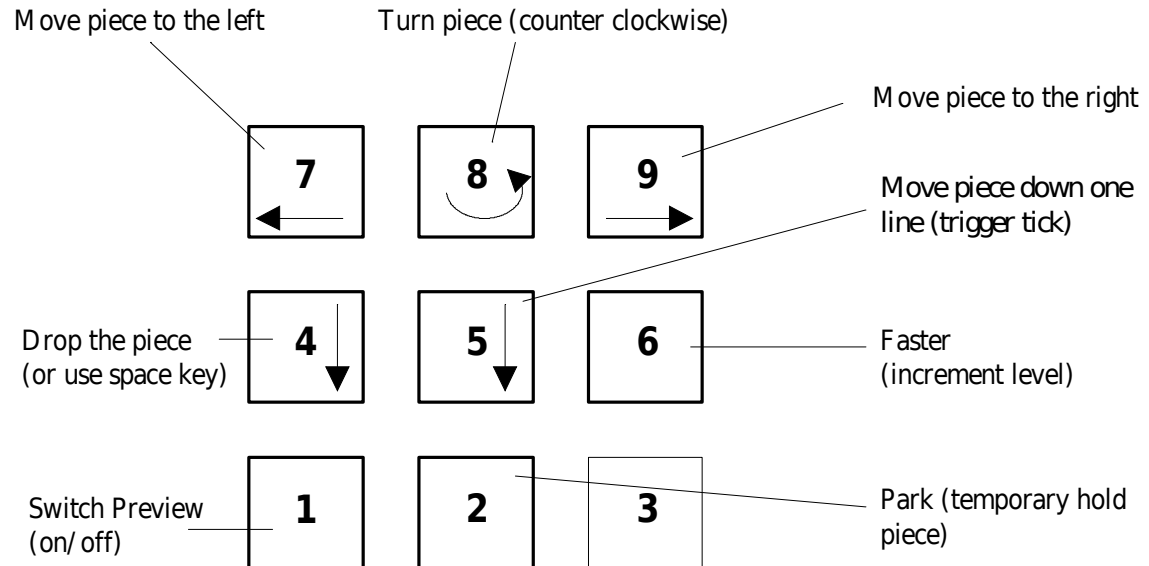 Move piece to the left
Turn piece (counter clockwise)
Move piece to the right
7
8
9
Move piece down one
line (trigger tick)
Drop the piece
(or use space key)
4
5
6
Faster
(increment level)
Switch Preview
(on/off)
1
2
3
Park (temporary hold
piece)